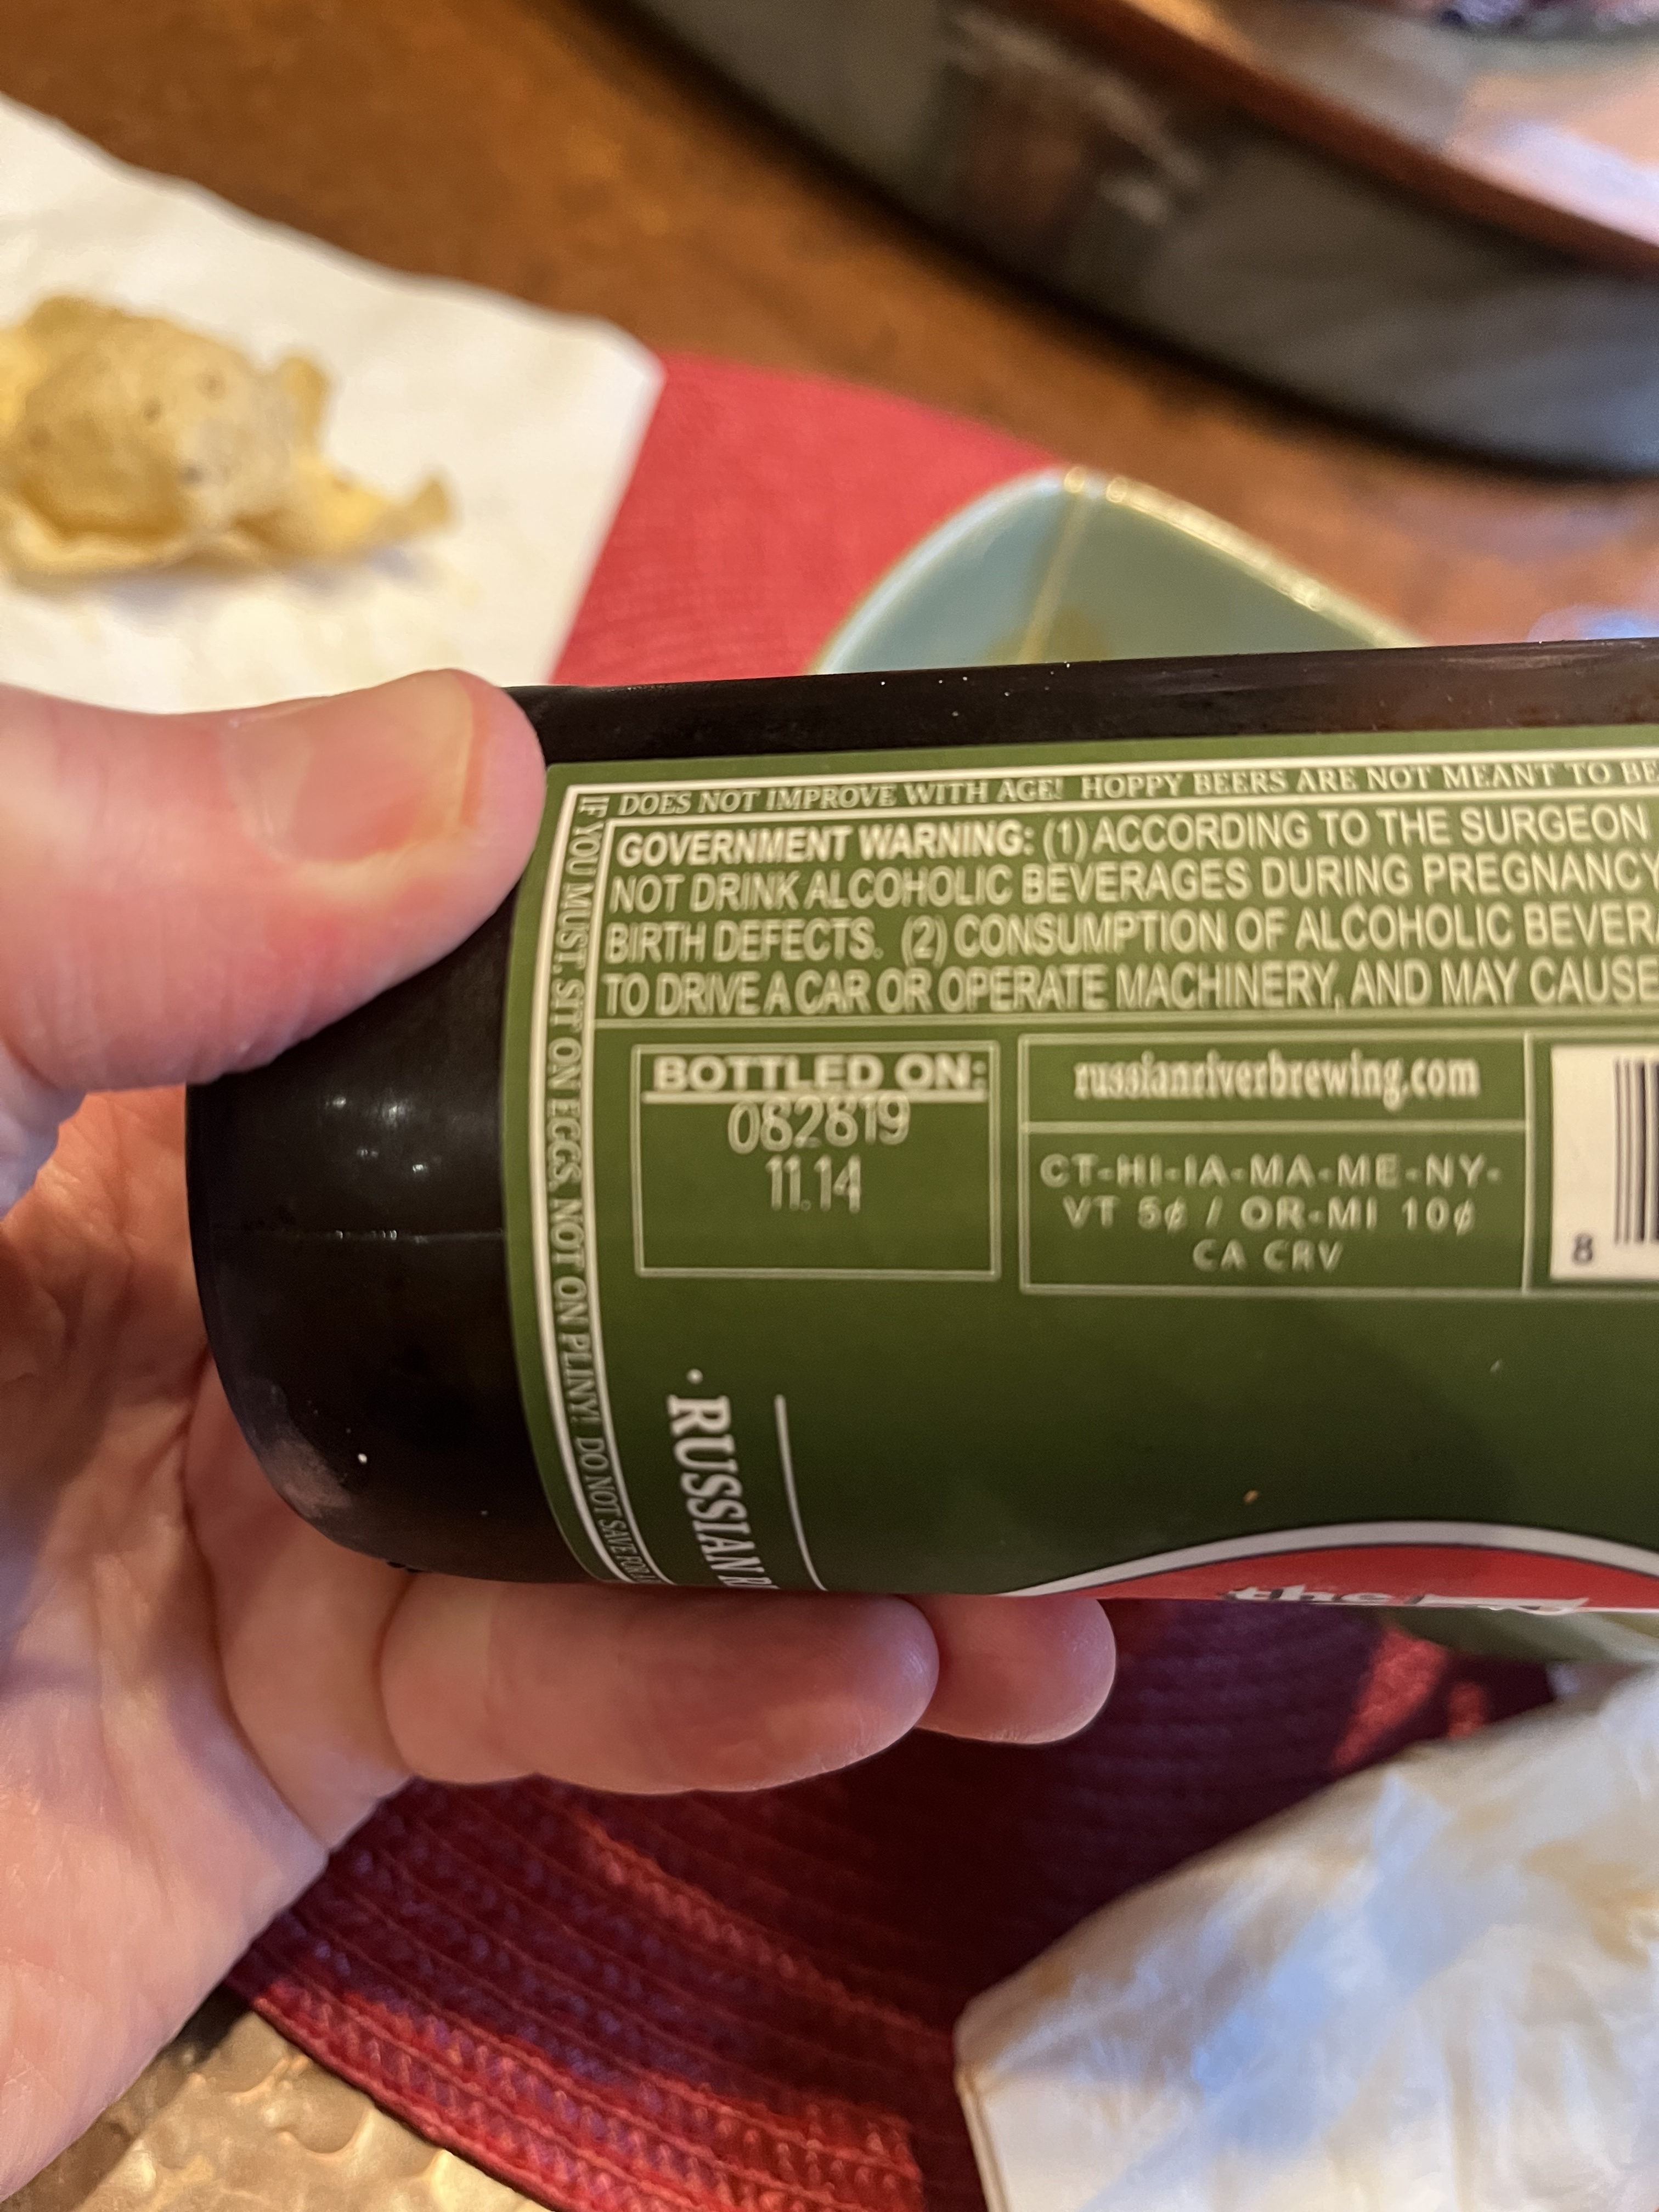 DOES NOT IMPROVE WITH AGE! HOPPY BEERS ARE NOT MEANT TO BE
IF YOU MUST, SIT ON EGGS, NOT ON PLINY! DO NOT SAVE FOR
GOVERNMENT WARNING: (1) ACCORDING TO THE SURGEON
NOT DRINK ALCOHOLIC BEVERAGES DURING PREGNANCY
BIRTH DEFECTS. (2) CONSUMPTION OF ALCOHOLIC BEVERA
TO DRIVE A CAR OR OPERATE MACHINERY, AND MAY CAUSE
BOTTLED ON:
082819
11.14
russianriverbrewing.com
CT-HI-IA-MA-ME-NY-
VT 5¢ / OR-MI 10¢
CA CRV
8
· RUSSIAN RI
the